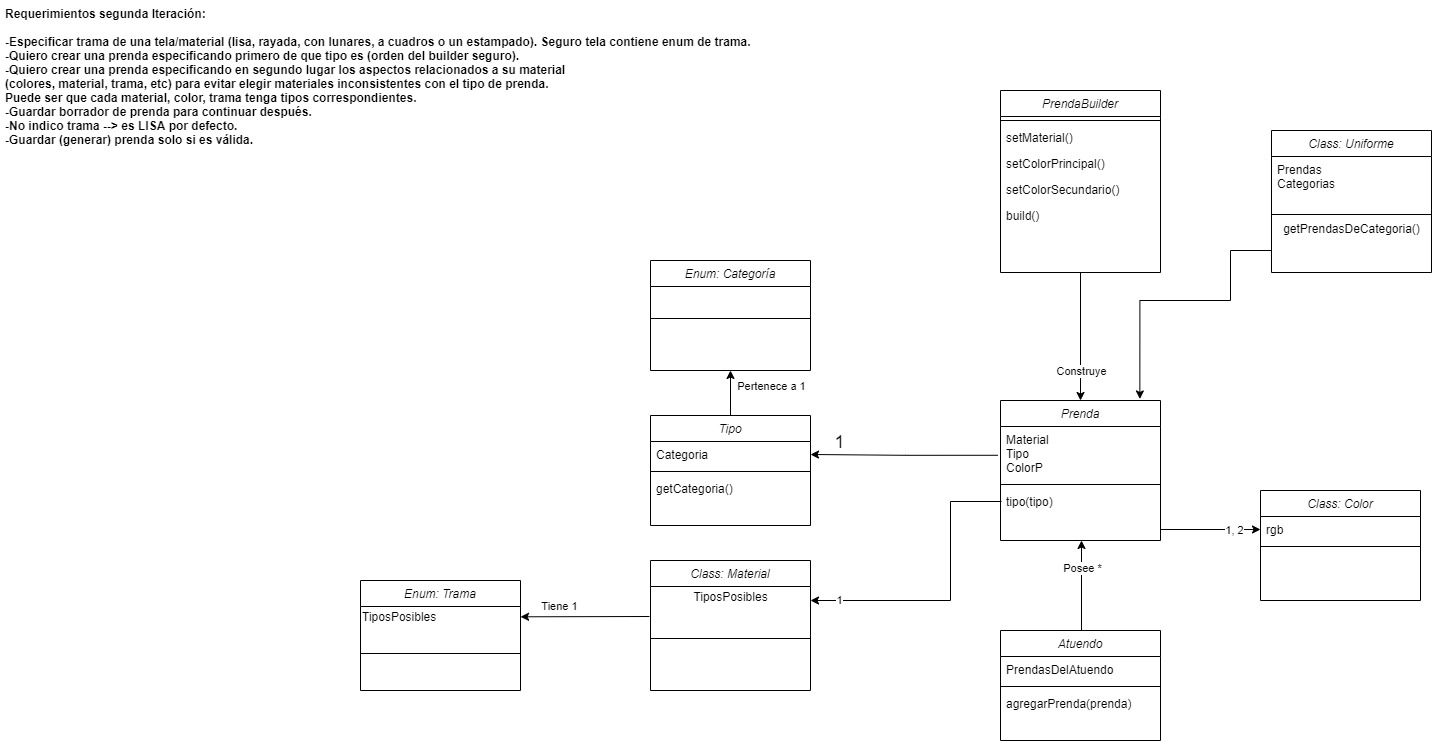 Requerimientos segunda Iteración:
-Especificar trama de una tela/material (lisa, rayada, con lunares, a cuadros o un estampado). Seguro tela contiene enum de trama.
-Quiero crear una prenda especificando primero de que tipo es (orden del builder seguro).
-Quiero crear una prenda especificando en segundo lugar los aspectos relacionados a su material
(colores, material, trama, etc) para evitar elegir materiales inconsistentes con el tipo de prenda.
Puede ser que cada material, color, trama tenga tipos correspondientes.
-Guardar borrador de prenda para continuar después.
-No indico trama --> es LISA por defecto.
-Guardar (generar) prenda solo si es válida.
PrendaBuilder
setMaterial()
setColorPrincipal()
setColorSecundario()
build()
Class: Uniforme
Prendas
Categorias
getPrendasDeCategoria()
Enum: Categoría
Pertenece a 1
Construye
Tipo
Categoria
getCategoria()
1
Prenda
Material
Tipo
ColorP
tipo(tipo)
Class: Color
rgb
1, 2
Posee *
Class: Material
TiposPosibles
1
Enum: Trama
TiposPosibles
Tiene 1
Atuendo
PrendasDelAtuendo
agregarPrenda(prenda)